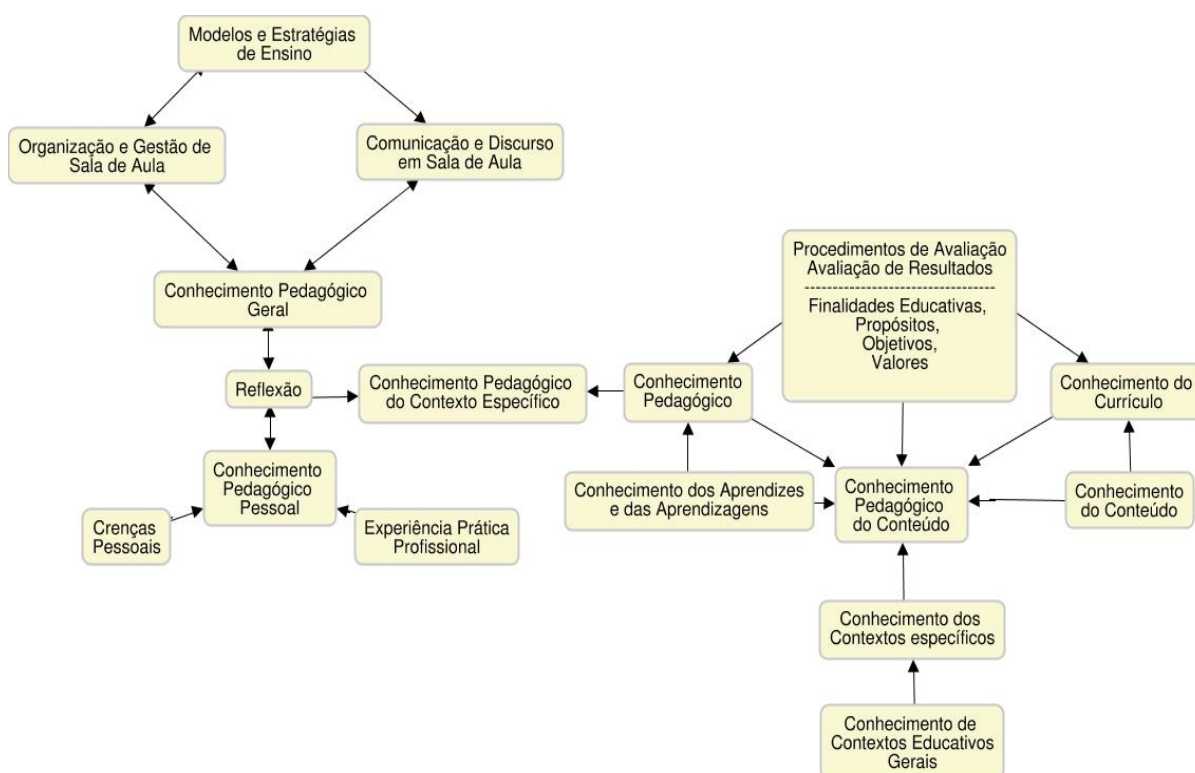 Modelos e Estratégias
de Ensino
Organização e Gestão de
Sala de Aula
Comunicação e Discurso
em Sala de Aula
Conhecimento Pedagógico
Geral
Reflexão
Conhecimento Pedagógico
do Contexto Específico
Conhecimento
Pedagógico
Pessoal
Crenças
Pessoais
Experiência Prática
Profissional
Procedimentos de Avaliação
Avaliação de Resultados
-----------------------------------
Finalidades Educativas,
Propósitos,
Objetivos,
Valores
Conhecimento
Pedagógico
Conhecimento do
Currículo
Conhecimento dos Aprendizes
e das Aprendizagens
Conhecimento
Pedagógico
do Conteúdo
Conhecimento
do Conteúdo
Conhecimento dos
Contextos específicos
Conhecimento de
Contextos Educativos
Gerais